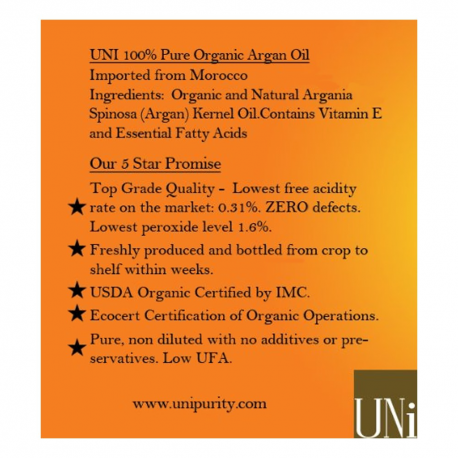 UNI 100% Pure Organic Argan Oil
Imported from Morocco
Ingredients: Organic and Natural Argania
Spinosa (Argan) Kernel Oil.Contains Vitamin E
and Essential Fatty Acids
Our 5 Star Promise
Top Grade Quality - Lowest free acidity
rate on the market: 0.31%. ZERO defects.
Lowest peroxide level 1.6%.
Freshly produced and bottled from crop to
shelf within weeks.
USDA Organic Certified by IMC.
Ecocert Certification of Organic Operations.
Pure, non diluted with no additives or pre-
servatives. Low UFA.
www.unipurity.com
UNi